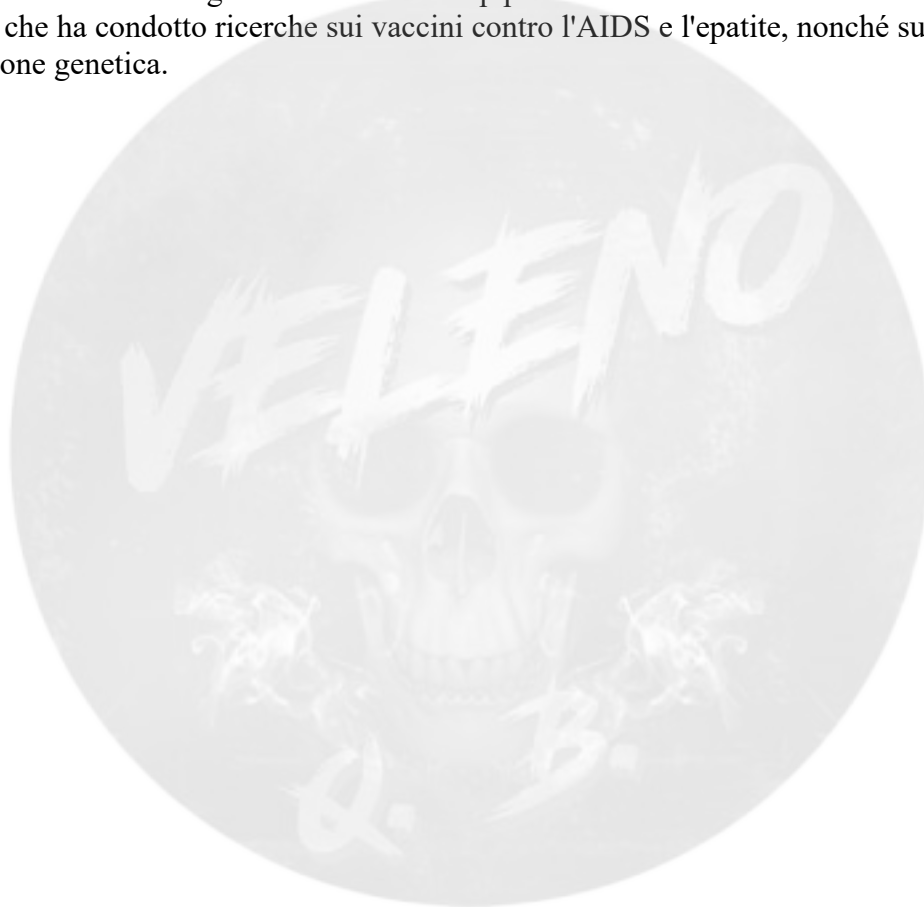 che ha condotto ricerche sui vaccini contro l'AIDS e l'epatite, nonché su
one genetica.
VELENO
Q. B.